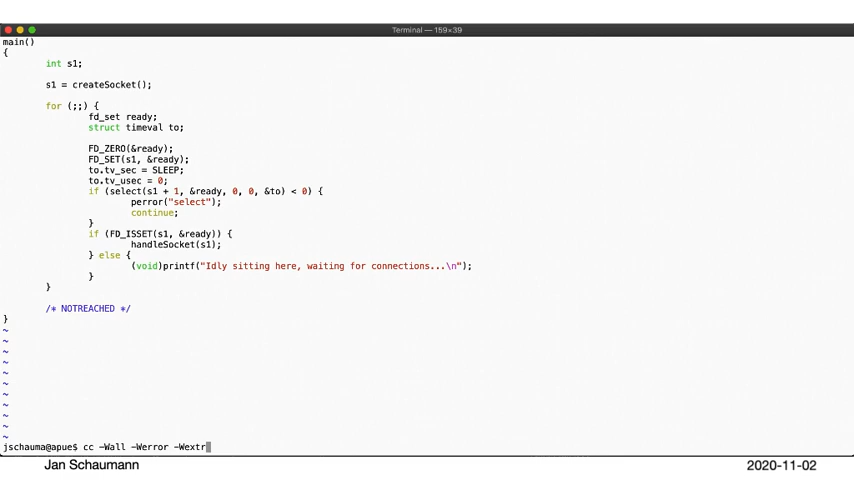 Terminal — 159×39
main()
{
int s1;
s1 = createSocket();
for (;;) {
fd_set ready;
struct timeval to;
FD_ZERO(&ready);
FD_SET(s1, &ready);
to.tv_sec = SLEEP;
to.tv_usec = 0;
if (select(s1 + 1, &ready, 0, 0, &to) < 0) {
perror("select");
continue;
}
if (FD_ISSET(s1, &ready)) {
handleSocket(s1);
} else {
(void)printf("Idly sitting here, waiting for connections...\n");
}
}
/* NOTREACHED */
}
~
~
~
~
~
~
~
~
~
~
~
jschauma@apue$ cc -Wall -Werror -Wextr
Jan Schaumann
2020-11-02